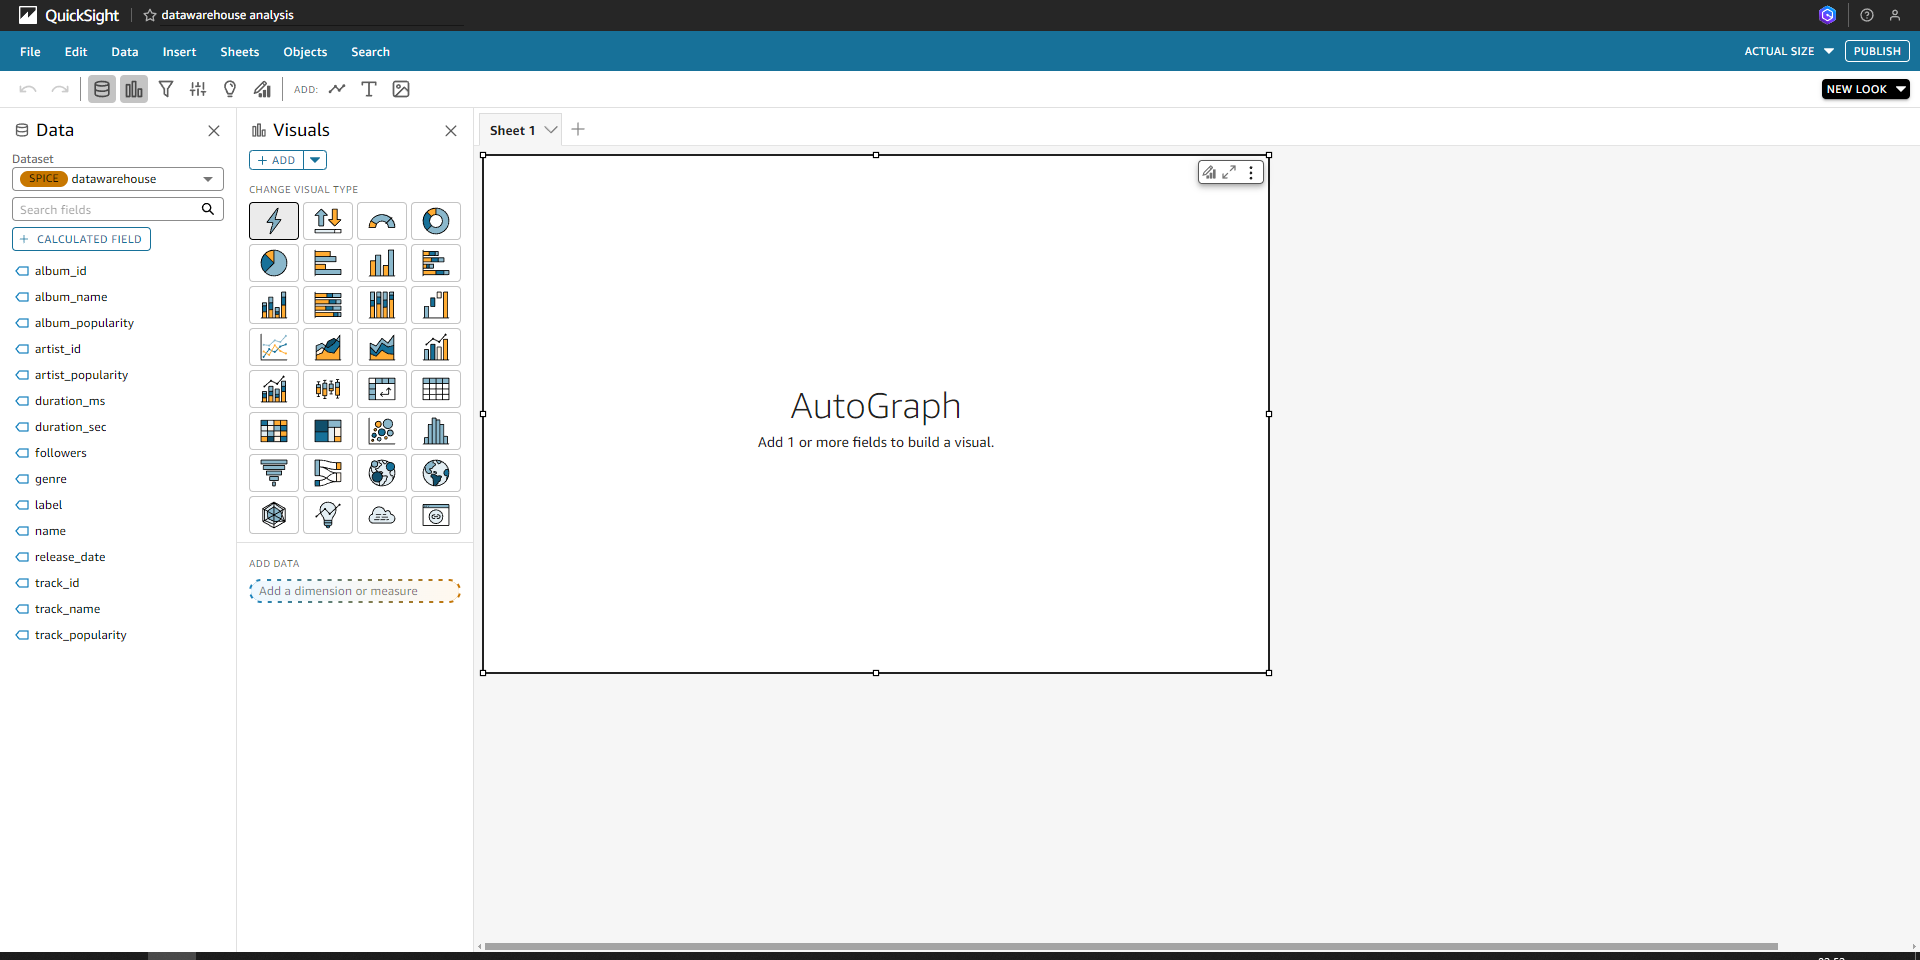 QuickSight
datawarehouse analysis
File Edit Data Insert Sheets Objects Search
ACTUAL SIZE PUBLISH
ADD:
NEW LOOK
Data
Dataset
SPICE datawarehouse
Search fields
CALCULATED FIELD
album_id
album_name
album_popularity
artist_id
artist_popularity
duration_ms
duration_sec
followers
genre
label
name
release_date
track_id
track_name
track_popularity
Visuals
ADD
CHANGE VISUAL TYPE
ADD DATA
Add a dimension or measure
Sheet 1
AutoGraph
Add 1 or more fields to build a visual.